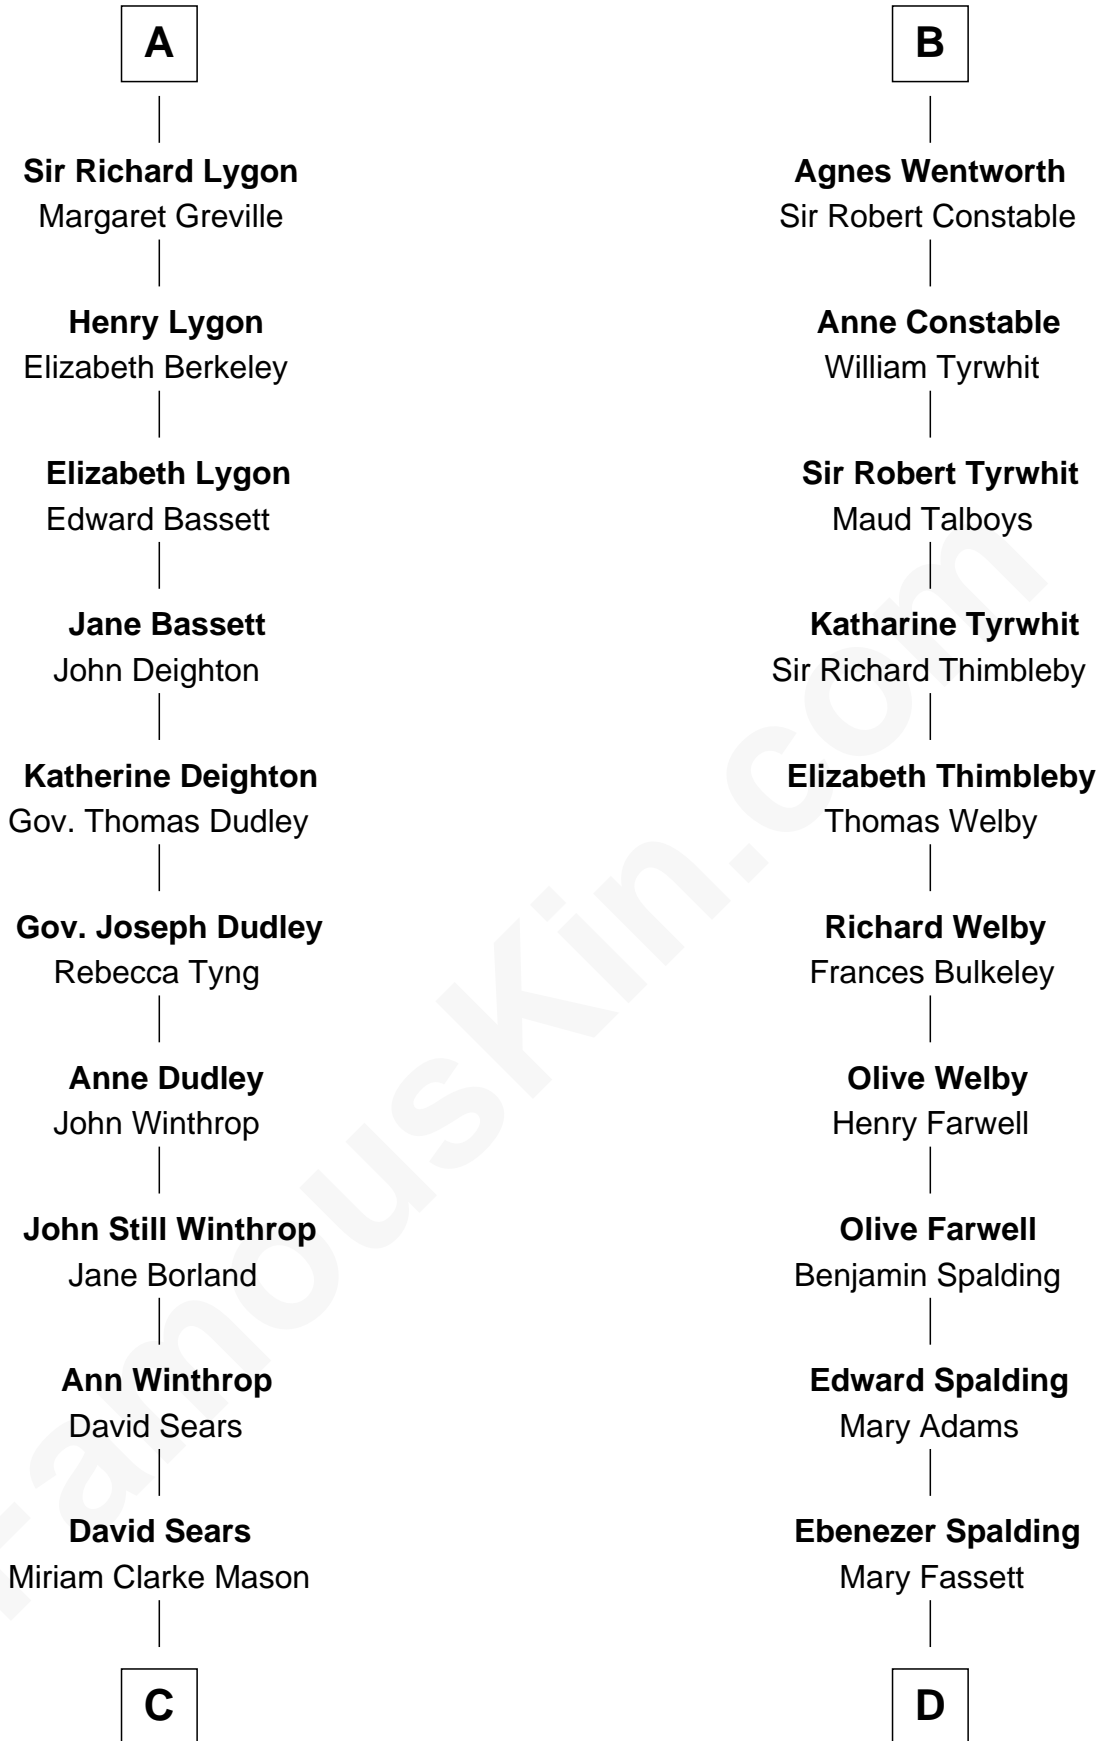 A
Sir Richard Lygon
Margaret Greville
Henry Lygon
Elizabeth Berkeley
Elizabeth Lygon
Edward Bassett
Jane Bassett
John Deighton
Katherine Deighton
Gov. Thomas Dudley
Gov. Joseph Dudley
Rebecca Tyng
Anne Dudley
John Winthrop
John Still Winthrop
Jane Borland
Ann Winthrop
David Sears
David Sears
Miriam Clarke Mason
C
B
Agnes Wentworth
Sir Robert Constable
Anne Constable
William Tyrwhit
Sir Robert Tyrwhit
Maud Talboys
Katharine Tyrwhit
Sir Richard Thimbleby
Elizabeth Thimbleby
Thomas Welby
Richard Welby
Frances Bulkeley
Olive Welby
Henry Farwell
Olive Farwell
Benjamin Spalding
Edward Spalding
Mary Adams
Ebenezer Spalding
Mary Fassett
D
FamousKin.com